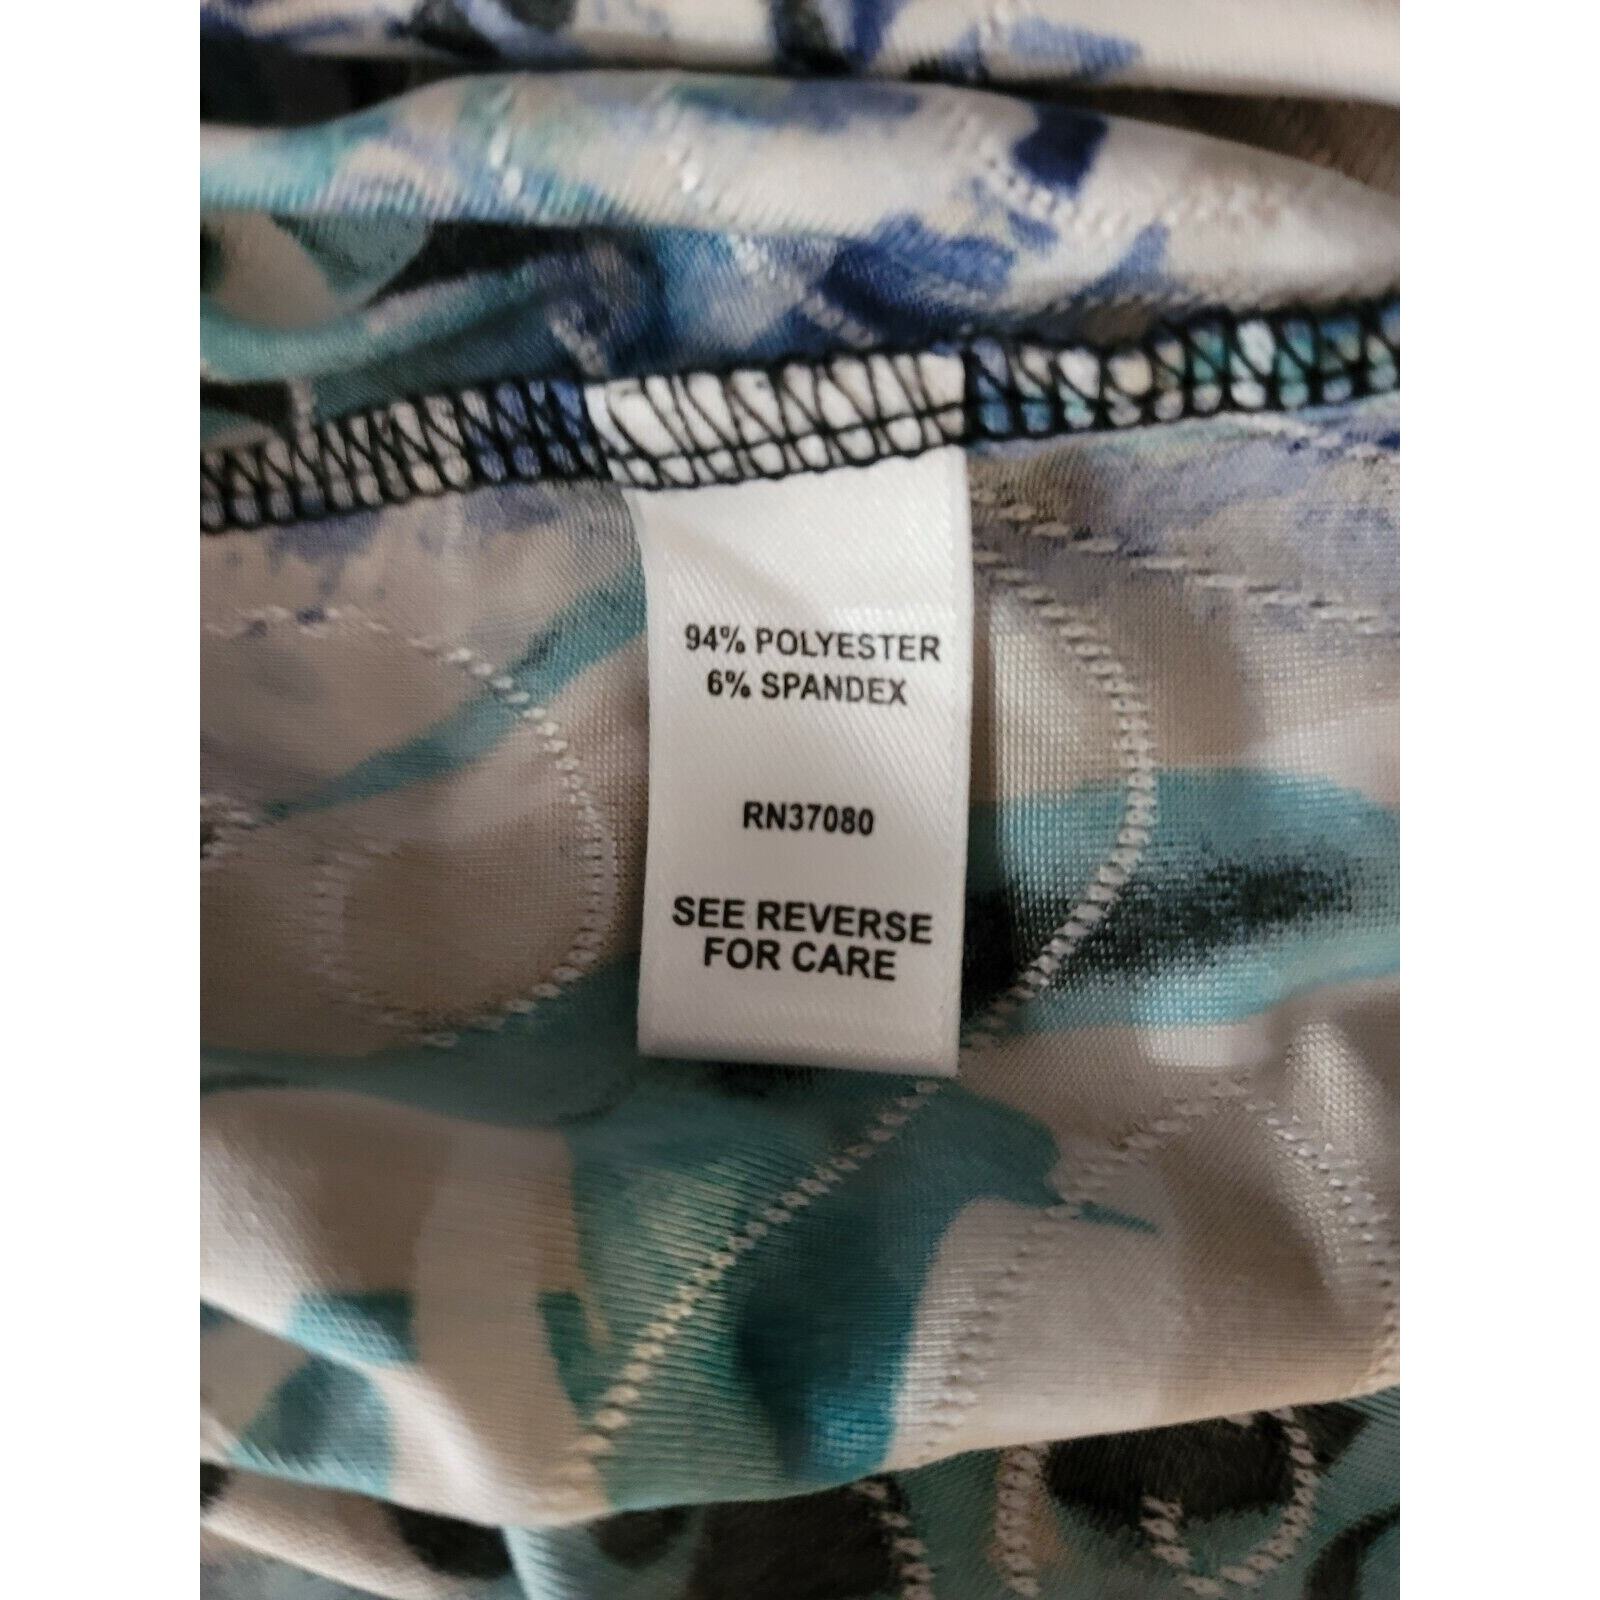 94% POLYESTER
6% SPANDEX
RN37080
SEE REVERSE
FOR CARE